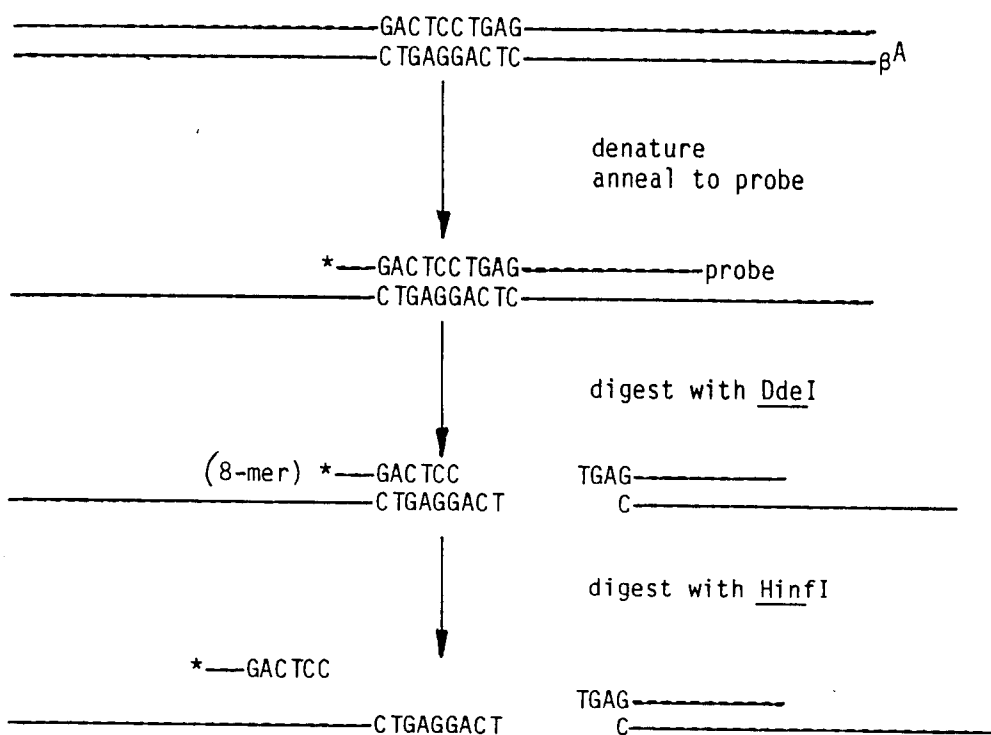 GACTCCTGAG
CTGAGGACTC βA
denature
anneal to probe
*GACTCCTGAG probe
CTGAGGACTC
digest with DdeI
(8-mer) *GACTCC TGAG
CTGAGGACT C
digest with HinfI
*GACTCC
TGAG
CTGAGGACT C